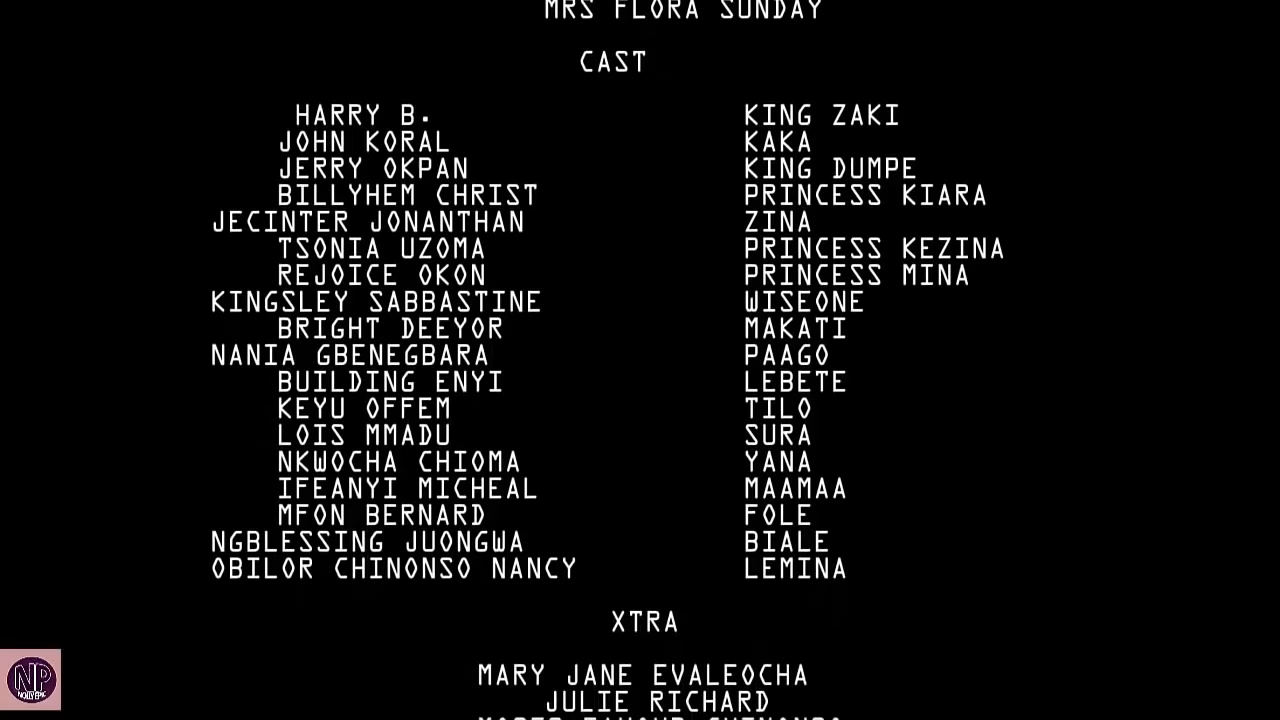 MRS FLORA SUNDAY
CAST
HARRY B. KING ZAKI
JOHN KORAL KAKA
JERRY OKPAN KING DUMPE
BILLYHEM CHRIST PRINCESS KIARA
JECINTER JONANTHAN ZINA
TSONIA UZOMA PRINCESS KEZINA
REJOICE OKON PRINCESS MINA
KINGSLEY SABBASTINE WISEONE
BRIGHT DEEYOR MAKATI
NANIA GBENEGBARA PAAGO
BUILDING ENYI LEBETE
KEYU OFFEM TILO
LOIS MMADU SURA
NKWOCHA CHIOMA YANA
IFEANYI MICHEAL MAAMAA
MFON BERNARD FOLE
NGBLESSING JUONGWA BIALE
OBILOR CHINONSO NANCY LEMINA
XTRA
MARY JANE EVALEOCHA
JULIE RICHARD
NP